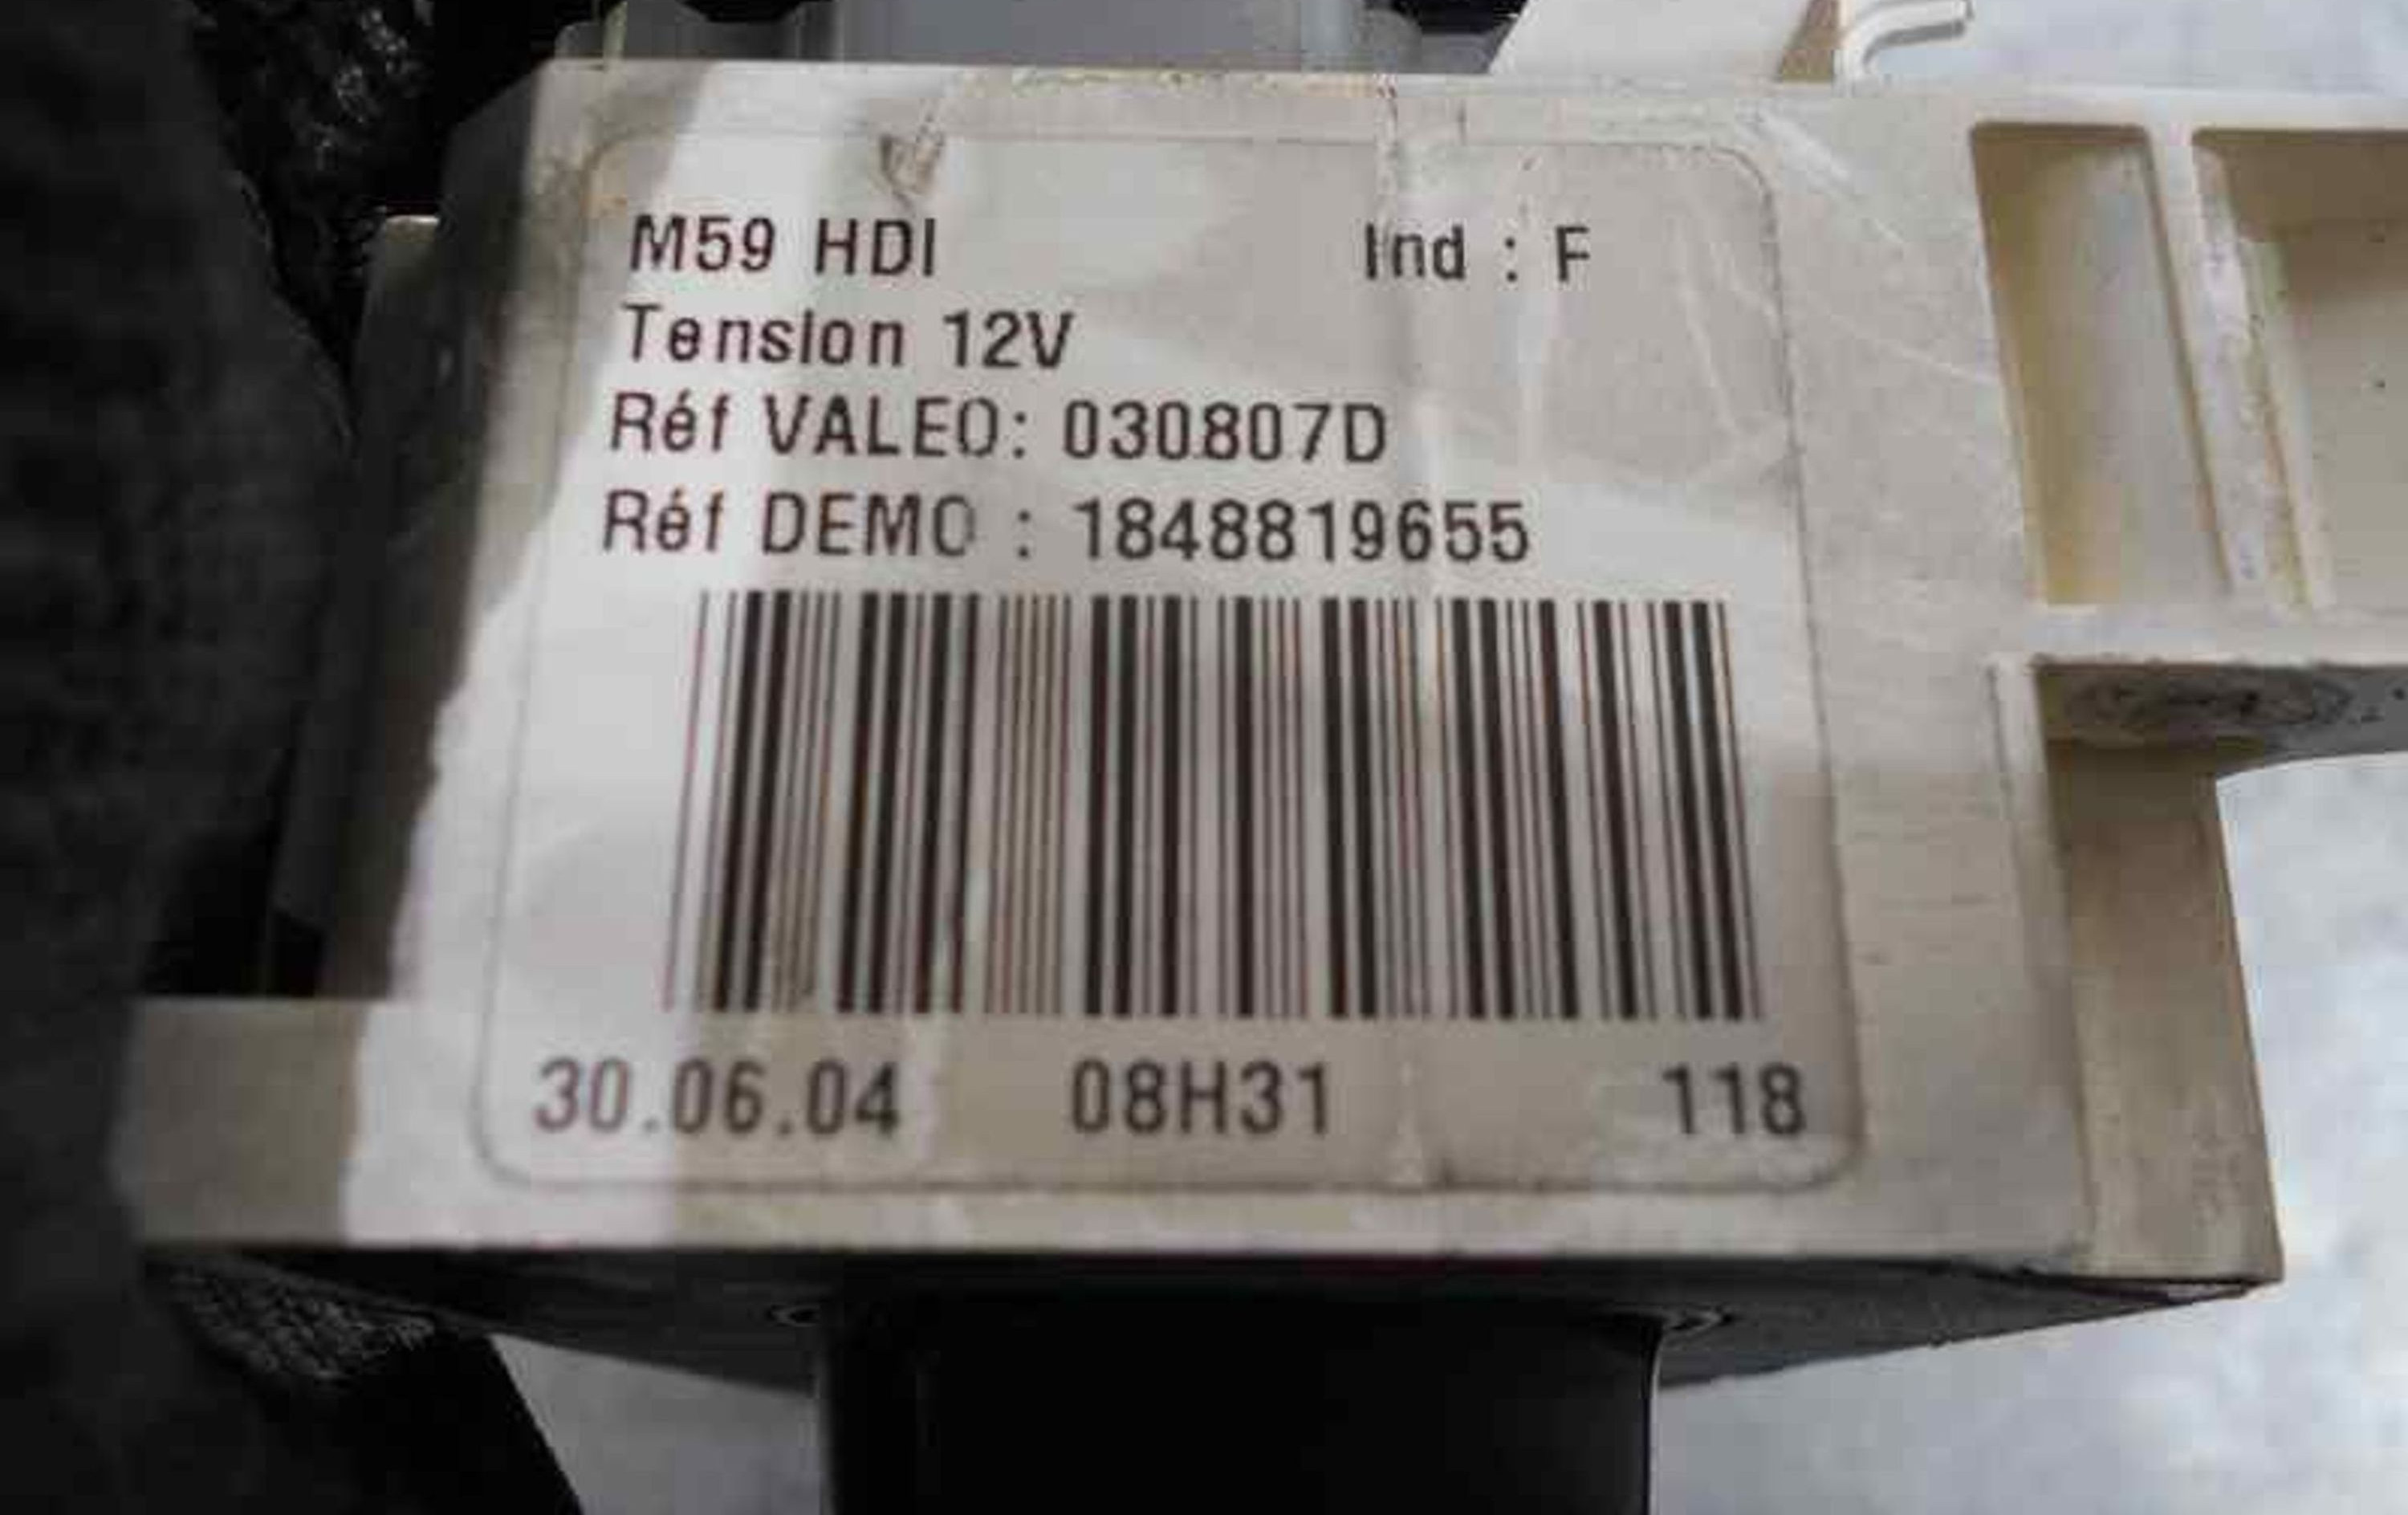 M59 HDI Ind : F
Tension 12V
Réf VALEO: 030807D
Réf DEMO : 1848819655
30.06.04 08H31 118